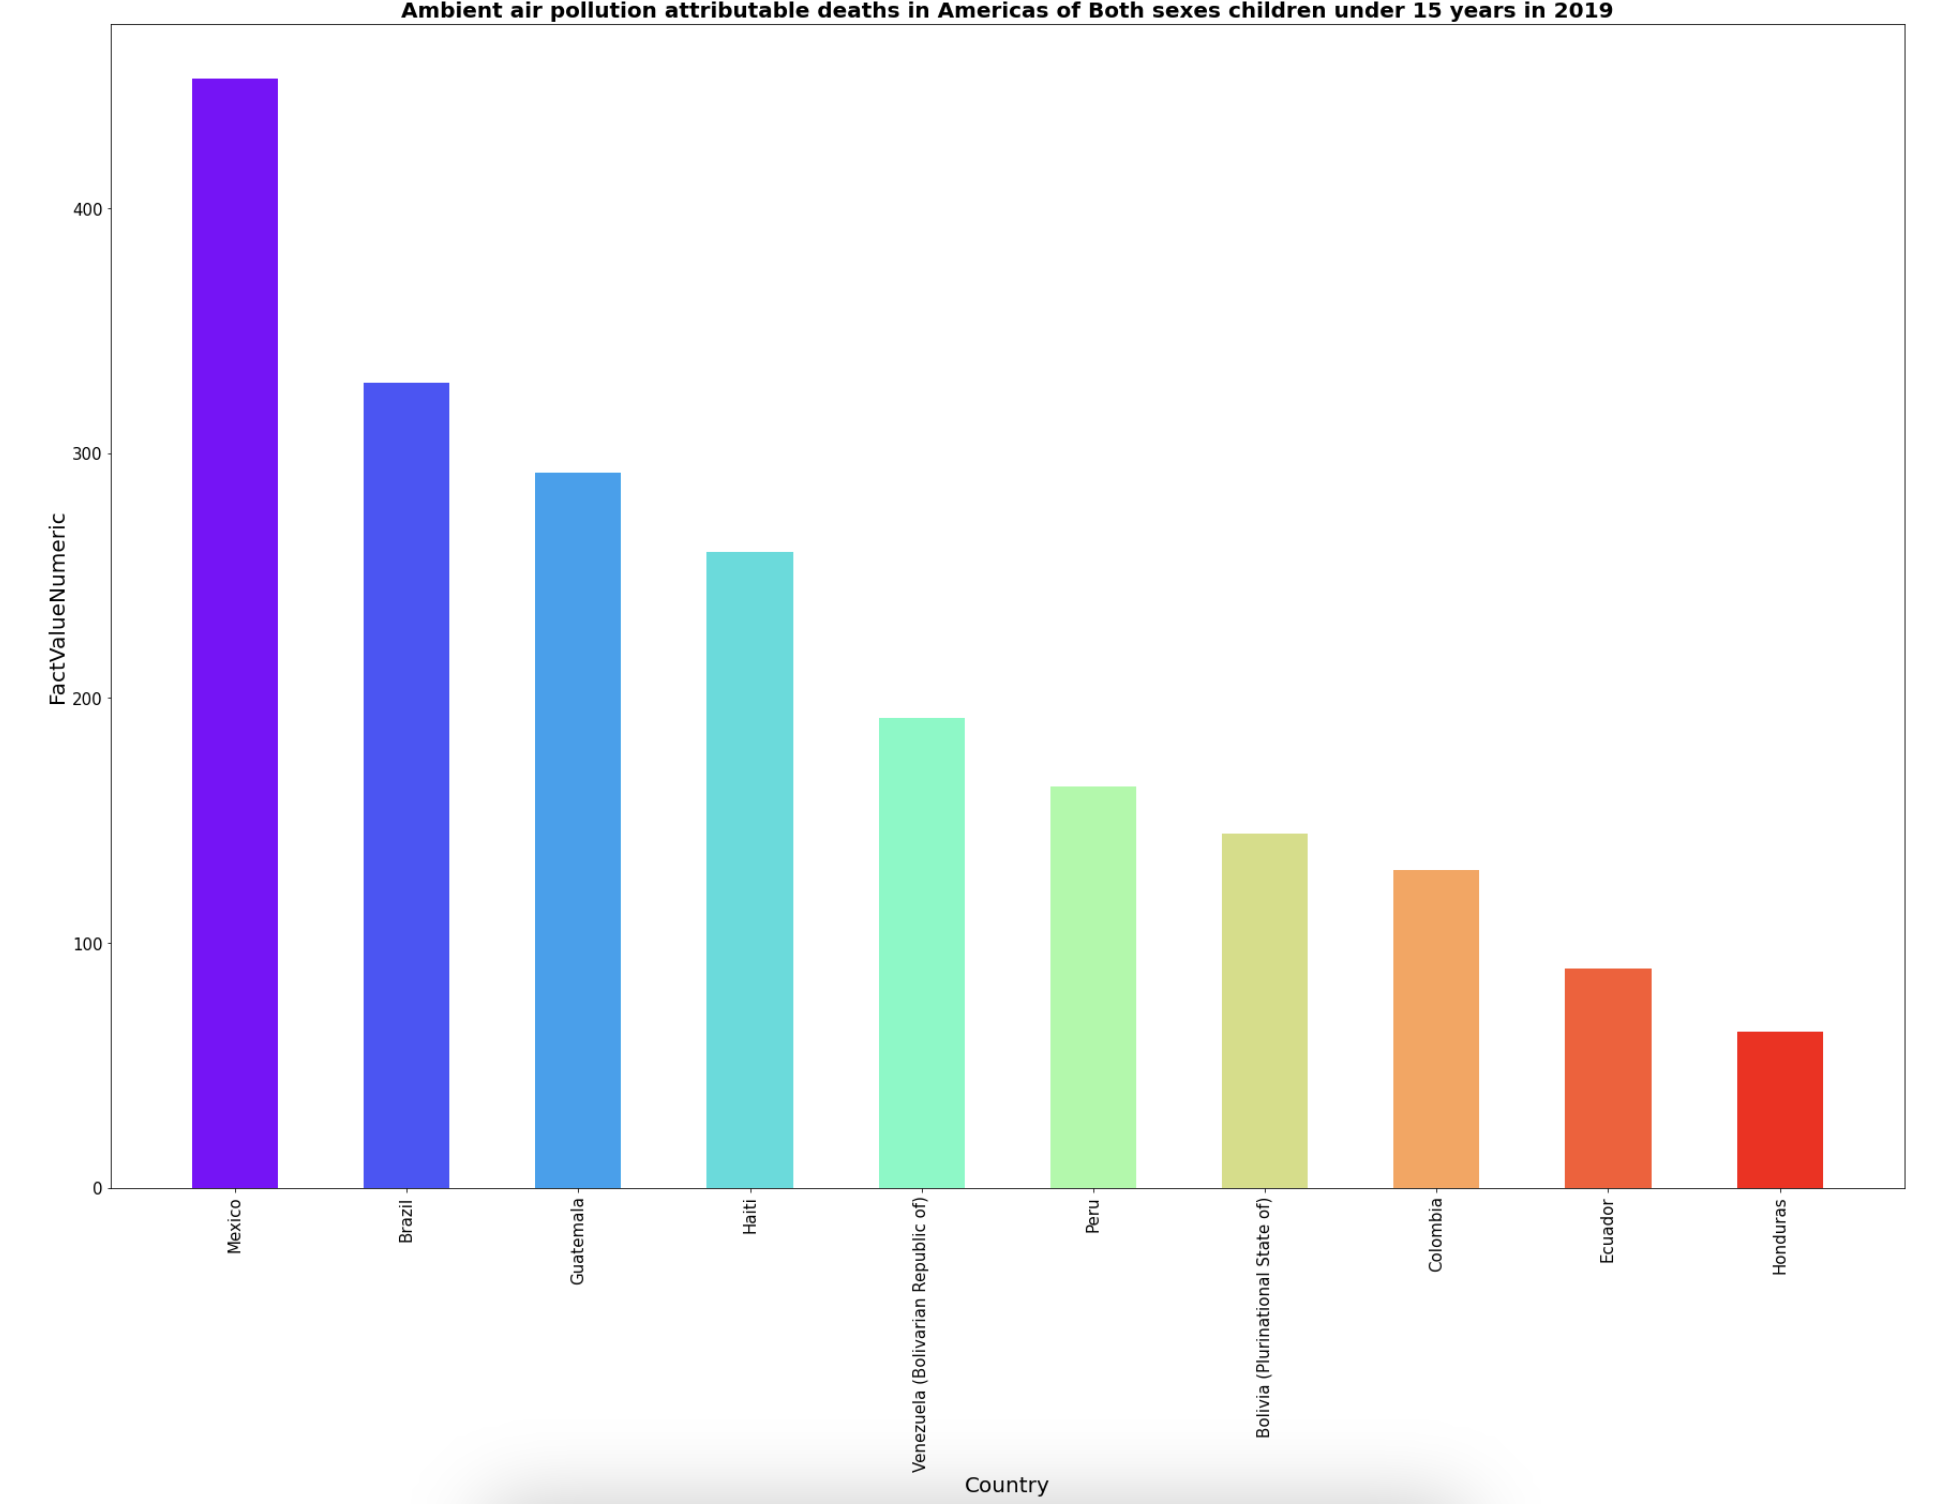 Ambient air pollution attributable deaths in Americas of Both sexes children under 15 years in 2019
FactValueNumeric
400
300
200
100
0
Mexico
Brazil
Guatemala
Haiti
Venezuela (Bolivarian Republic of)
Peru
Bolivia (Plurinational State of)
Colombia
Ecuador
Honduras
Country